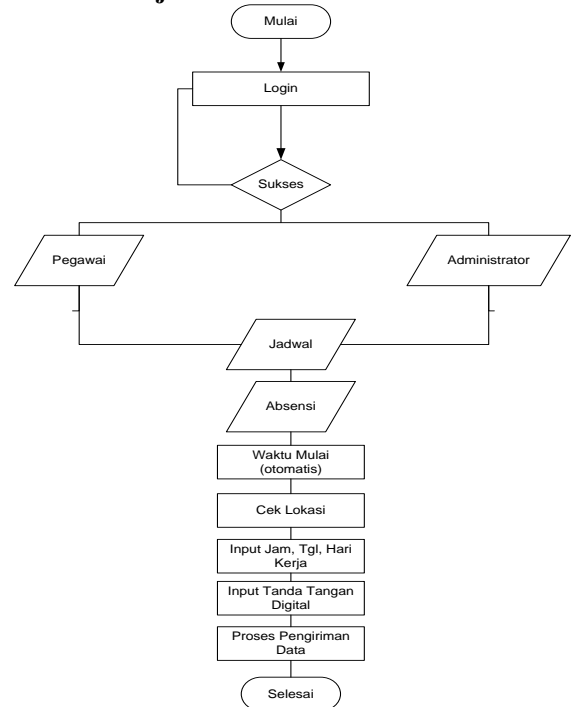 Mulai
Login
Sukses
Pegawai
Administrator
Jadwal
Absensi
Waktu Mulai
(otomatis)
Cek Lokasi
Input Jam, Tgl, Hari
Kerja
Input Tanda Tangan
Digital
Proses Pengiriman
Data
Selesai